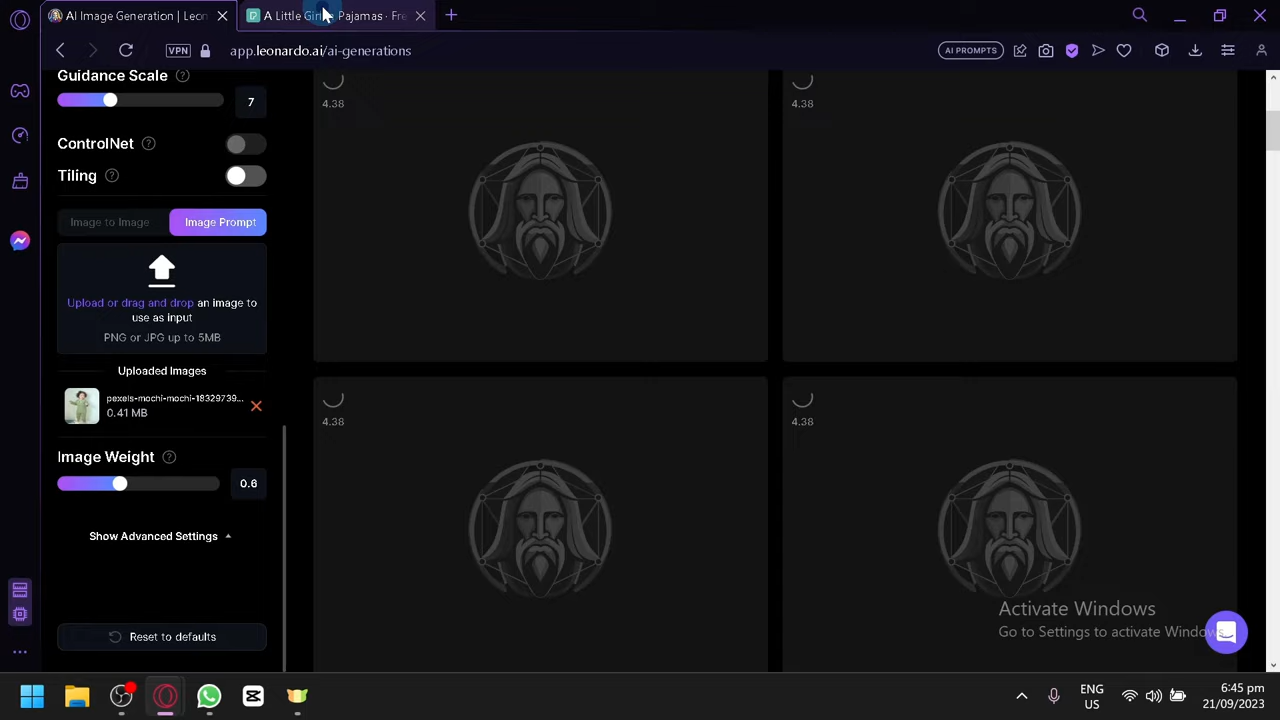 AI Image Generation | Leon
A Little Girl in Pajamas · Fre
VPN
app.leonardo.ai/ai-generations
AI PROMPTS
Guidance Scale
7
ControlNet
Tiling
Image to Image
Image Prompt
Upload or drag and drop an image to
use as input
PNG or JPG up to 5MB
Uploaded Images
pexels-mochi-mochi-18329739...
0.41 MB
Image Weight
0.6
Show Advanced Settings
Reset to defaults
4.38
4.38
4.38
4.38
Activate Windows
Go to Settings to activate Windows.
ENG
US
6:45 pm
21/09/2023